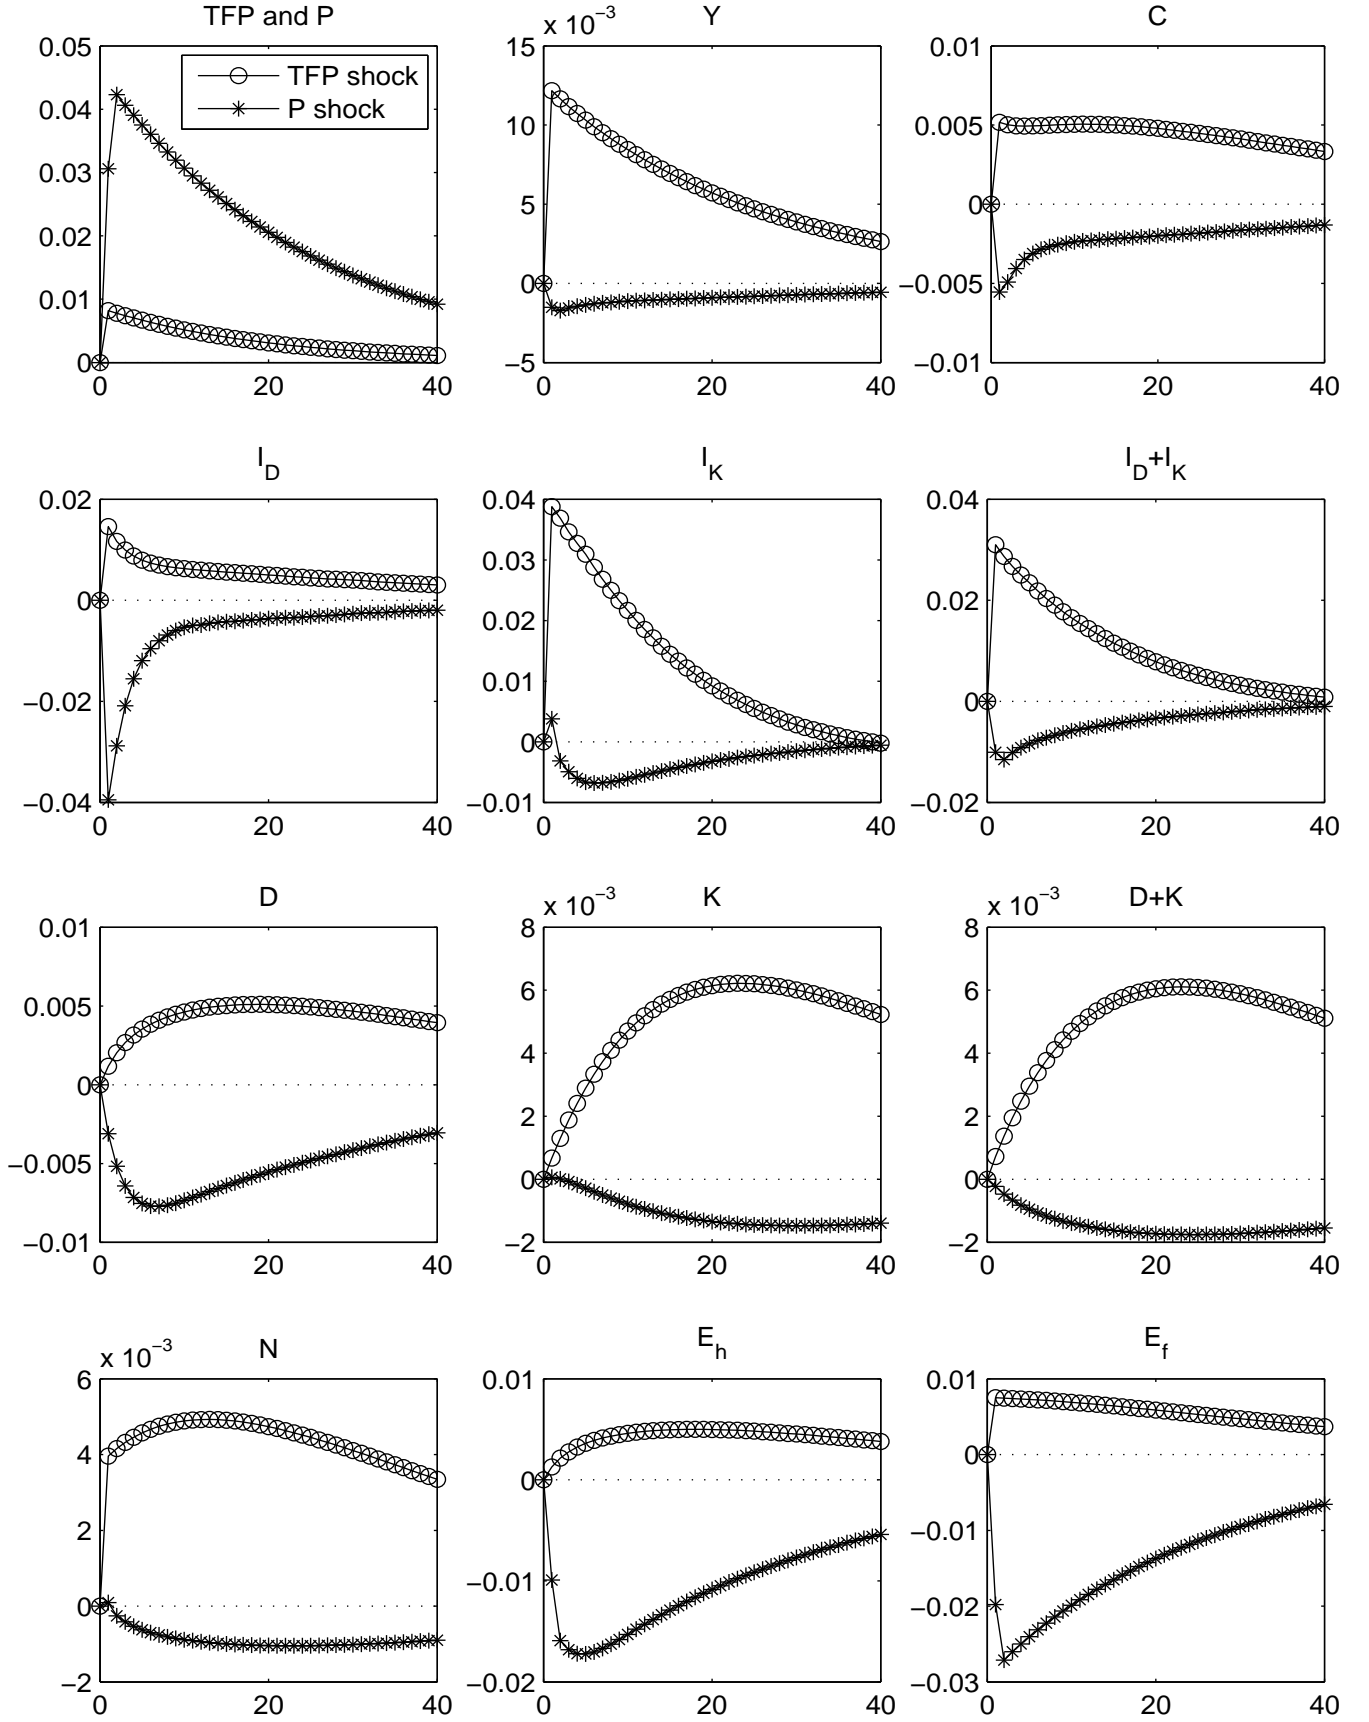 TFP and P
0.05
0.04
0.03
0.02
0.01
0
0 20 40
TFP shock
P shock
x 10⁻³
Y
15
10
5
0
−5
0 20 40
C
0.01
0.005
0
−0.005
−0.01
0 20 40
I_D
0.02
0
−0.02
−0.04
0 20 40
I_K
0.04
0.03
0.02
0.01
0
−0.01
0 20 40
I_D+I_K
0.04
0.02
0
−0.02
0 20 40
D
0.01
0.005
0
−0.005
−0.01
0 20 40
x 10⁻³
K
8
6
4
2
0
−2
0 20 40
x 10⁻³
D+K
8
6
4
2
0
−2
0 20 40
x 10⁻³
N
6
4
2
0
−2
0 20 40
E_h
0.01
0
−0.01
−0.02
0 20 40
E_f
0.01
0
−0.01
−0.02
−0.03
0 20 40